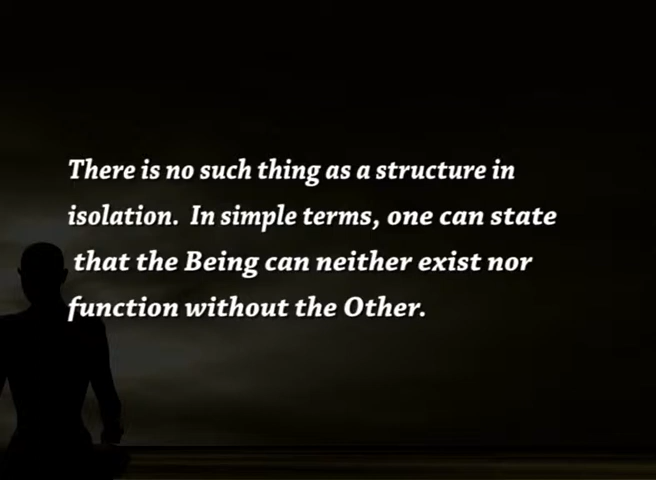 There is no such thing as a structure in
isolation. In simple terms, one can state
that the Being can neither exist nor
function without the Other.